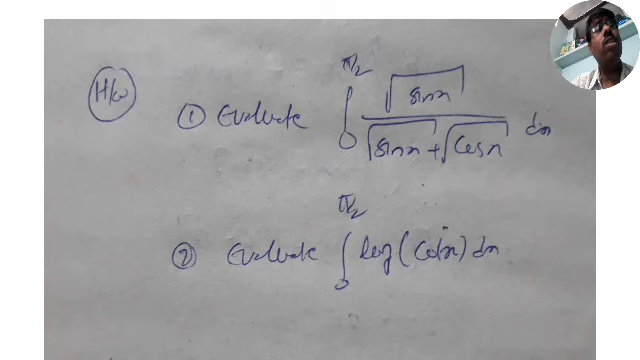 H/w
① Evaluate ∫₀^{π/2} √sinx / (√sinx + √cosx) dx
② Evaluate ∫₀^{π/2} log(cotx) dx